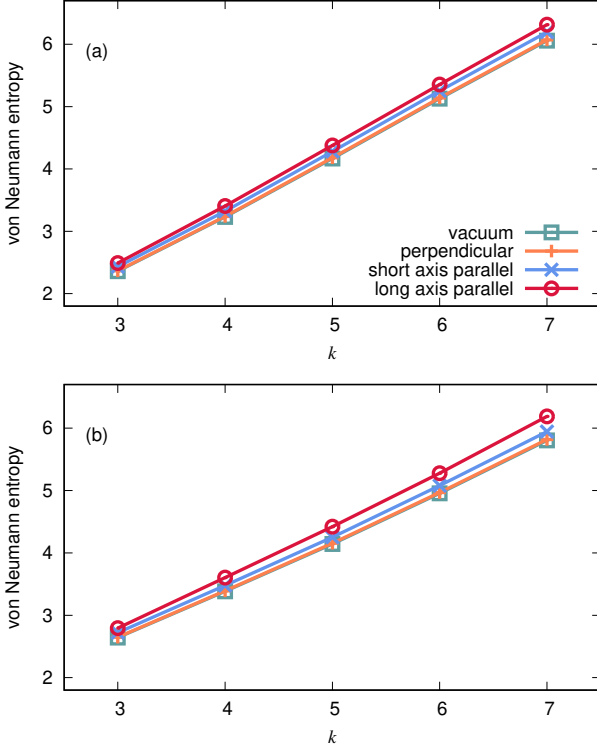 (a)
von Neumann entropy
6
5
4
3
2
vacuum
perpendicular
short axis parallel
long axis parallel
3 4 5 6 7
k
(b)
von Neumann entropy
6
5
4
3
2
3 4 5 6 7
k